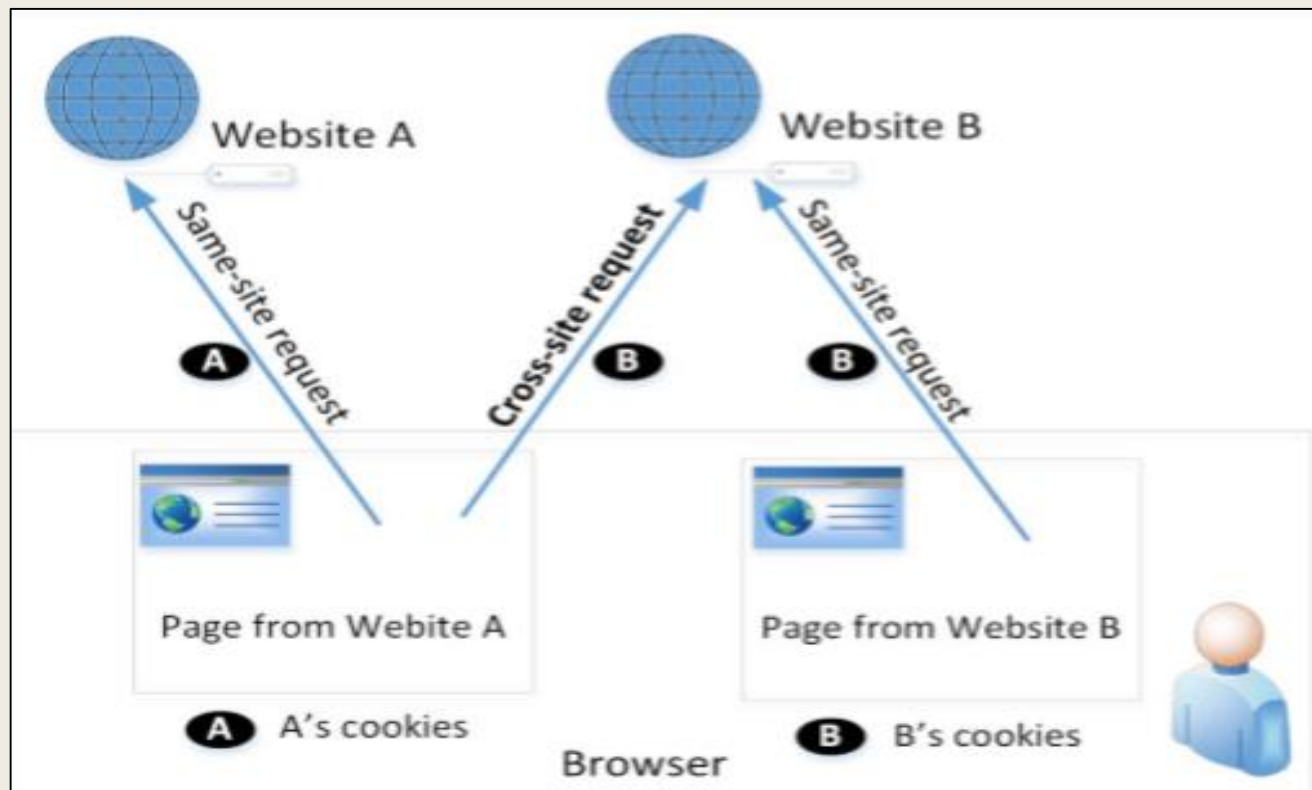 Website A
Website B
Same-site request
Cross-site request
Same-site request
A
B
B
Page from Webite A
Page from Website B
A A's cookies
B B's cookies
Browser